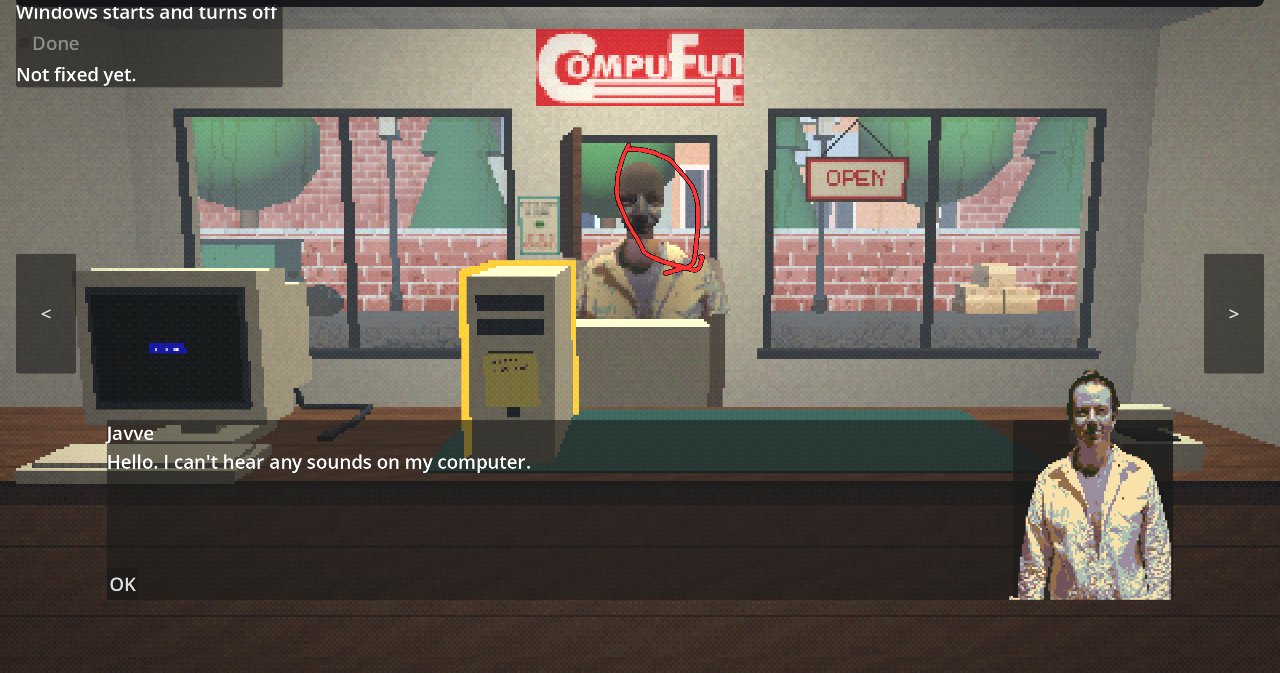 Windows starts and turns off
Done
Not fixed yet.
COMPUFUN
OPEN
<
>
Javve
Hello. I can't hear any sounds on my computer.
OK